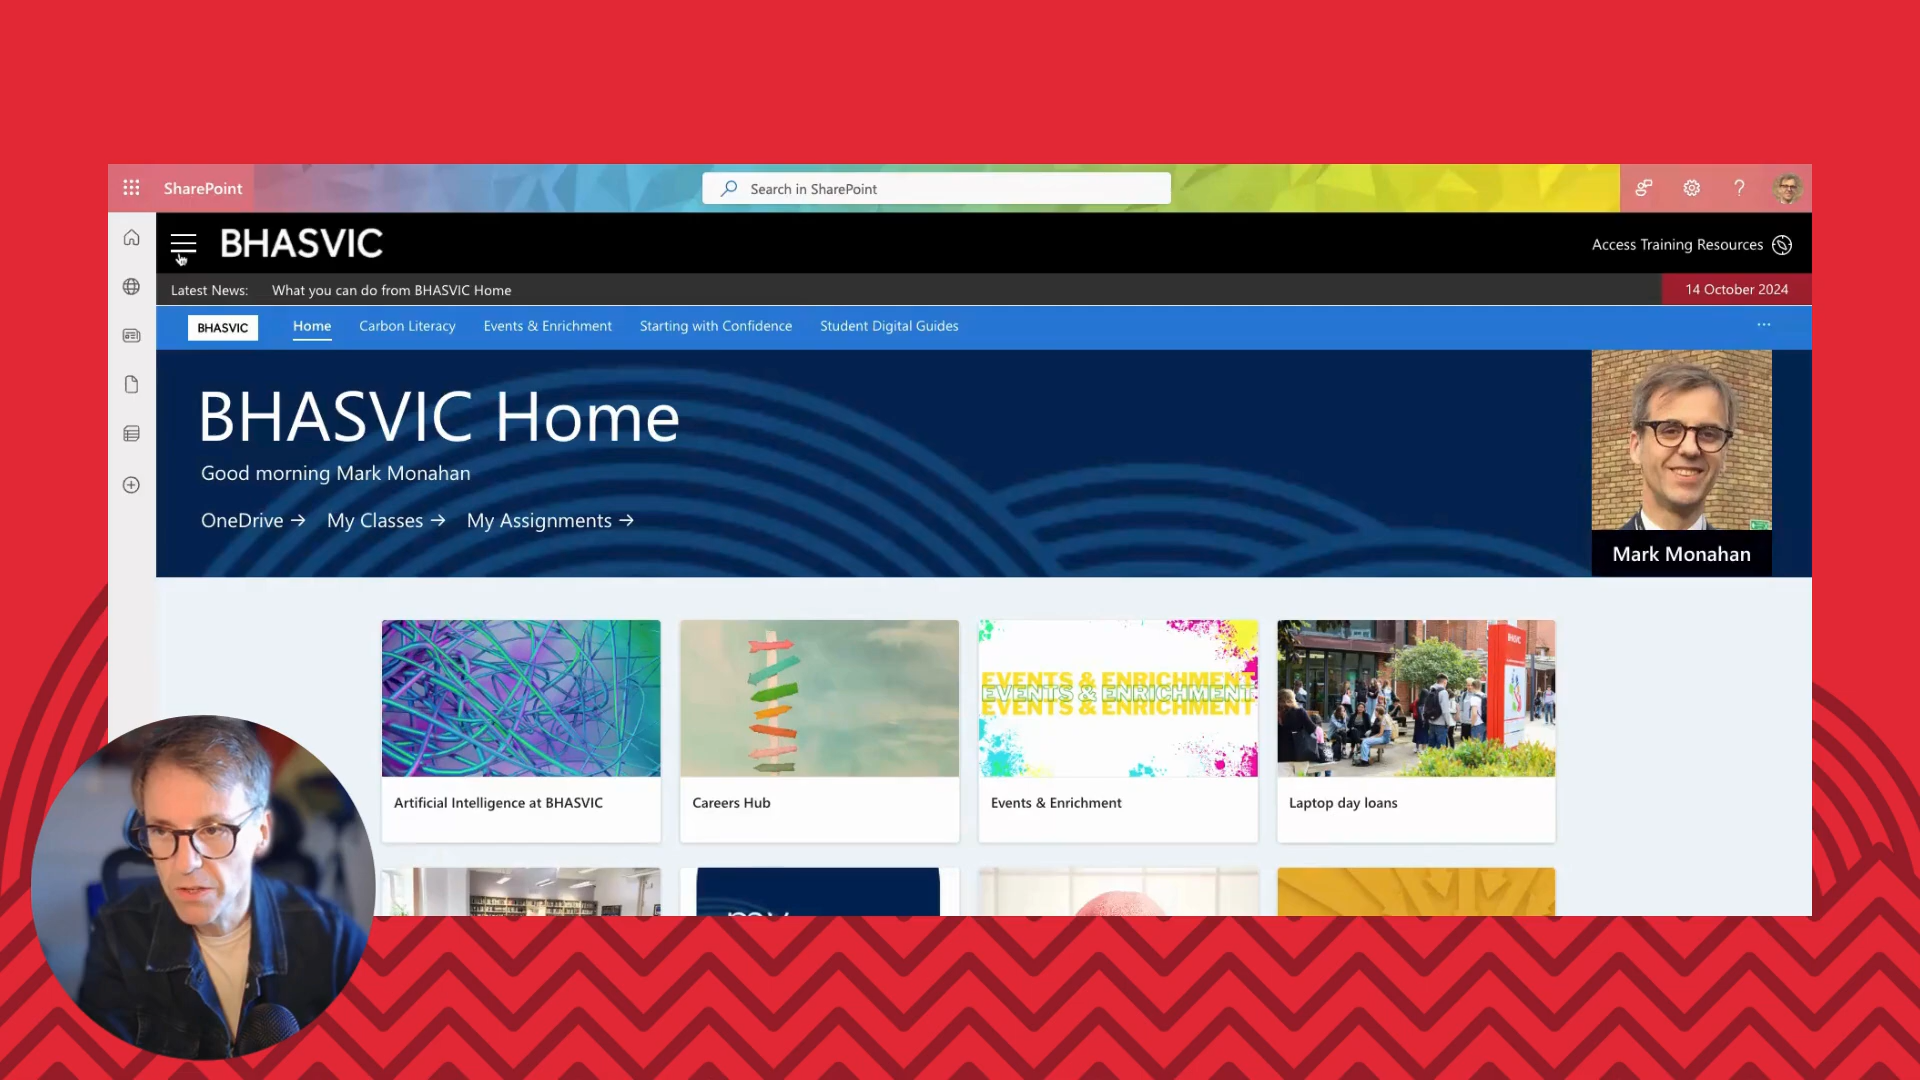 SharePoint
Search in SharePoint
?
BHASVIC
Access Training Resources
Latest News: What you can do from BHASVIC Home
14 October 2024
BHASVIC Home Carbon Literacy Events & Enrichment Starting with Confidence Student Digital Guides ...
BHASVIC Home
Good morning Mark Monahan
OneDrive → My Classes → My Assignments →
Mark Monahan
EVENTS & ENRICHMENT
EVENTS & ENRICHMENT
EVENTS & ENRICHMENT
Artificial Intelligence at BHASVIC
Careers Hub
Events & Enrichment
Laptop day loans